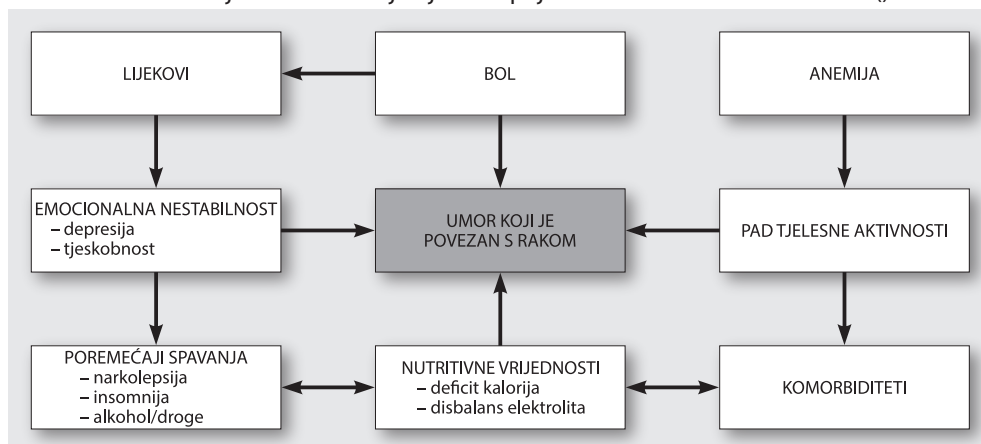 LIJEKOVI
BOL
ANEMIJA
EMOCIONALNA NESTABILNOST
– depresija
– tjeskobnost
UMOR KOJI JE
POVEZAN S RAKOM
PAD TJELESNE AKTIVNOSTI
POREMEĆAJI SPAVANJA
– narkolepsija
– insomnija
– alkohol/droge
NUTRITIVNE VRIJEDNOSTI
– deficit kalorija
– disbalans elektrolita
KOMORBIDITETI